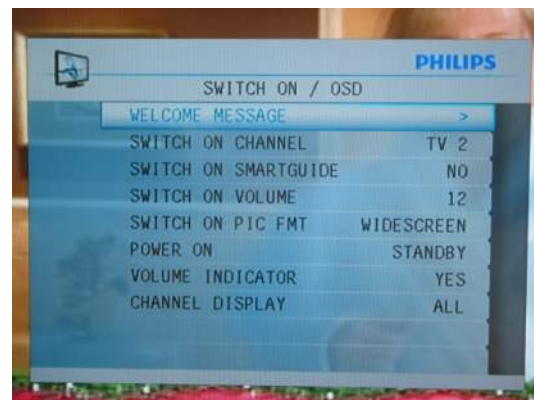 PHILIPS
SWITCH ON / OSD
WELCOME MESSAGE >
SWITCH ON CHANNEL TV 2
SWITCH ON SMARTGUIDE NO
SWITCH ON VOLUME 12
SWITCH ON PIC FMT WIDESCREEN
POWER ON STANDBY
VOLUME INDICATOR YES
CHANNEL DISPLAY ALL